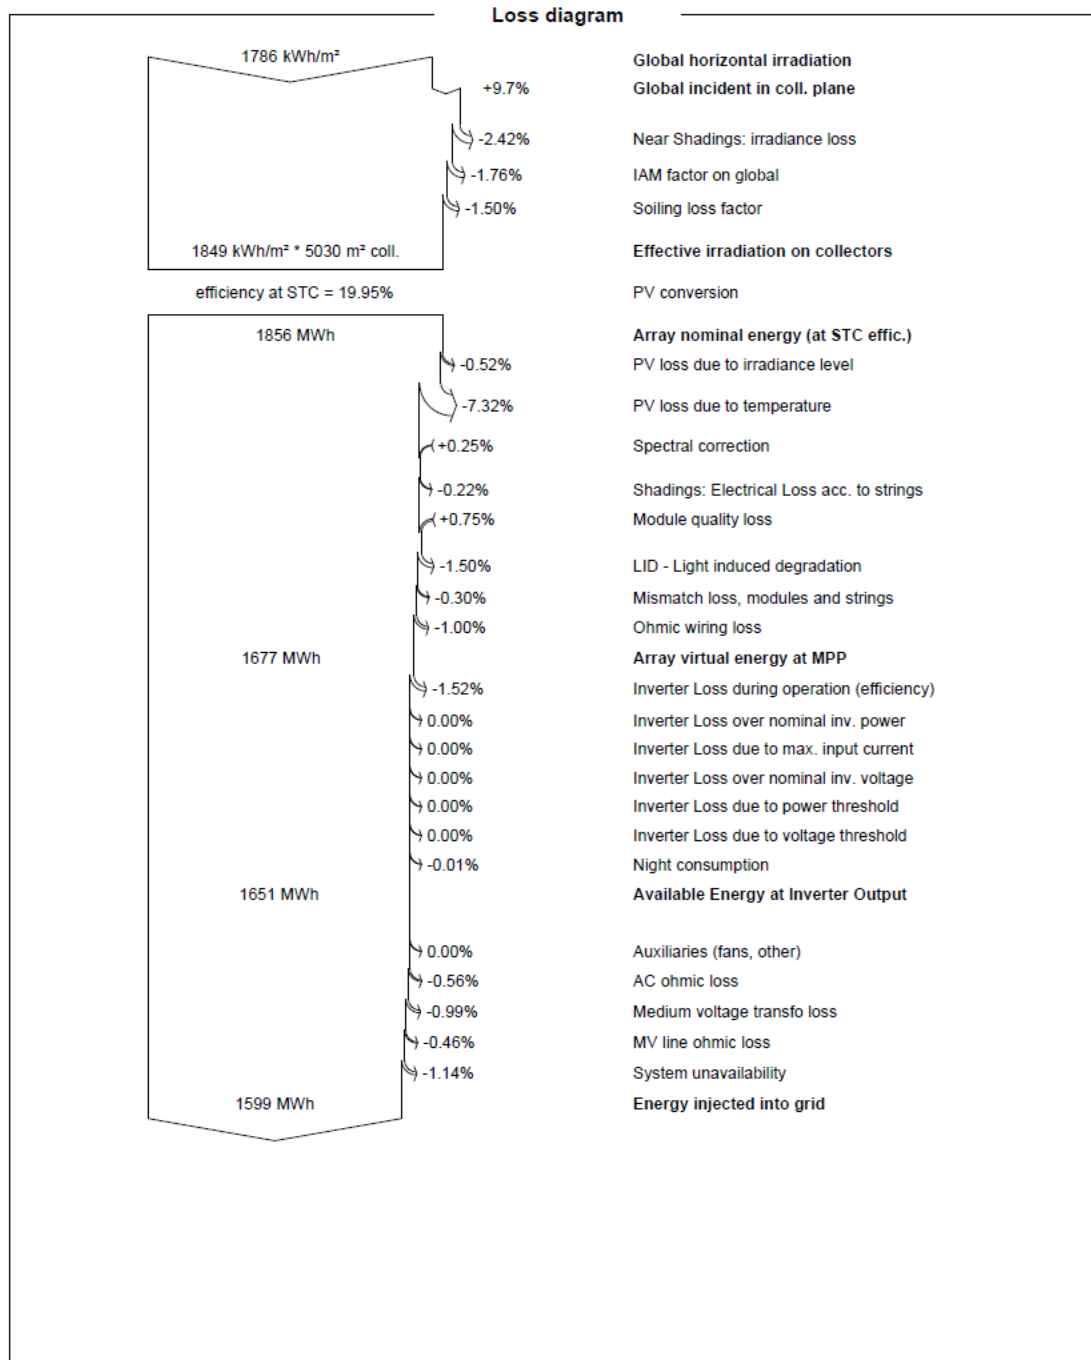 Loss diagram
1786 kWh/m² Global horizontal irradiation
+9.7% Global incident in coll. plane
-2.42% Near Shadings: irradiance loss
-1.76% IAM factor on global
-1.50% Soiling loss factor
1849 kWh/m² * 5030 m² coll. Effective irradiation on collectors
efficiency at STC = 19.95% PV conversion
1856 MWh Array nominal energy (at STC effic.)
-0.52% PV loss due to irradiance level
-7.32% PV loss due to temperature
+0.25% Spectral correction
-0.22% Shadings: Electrical Loss acc. to strings
+0.75% Module quality loss
-1.50% LID - Light induced degradation
-0.30% Mismatch loss, modules and strings
-1.00% Ohmic wiring loss
1677 MWh Array virtual energy at MPP
-1.52% Inverter Loss during operation (efficiency)
0.00% Inverter Loss over nominal inv. power
0.00% Inverter Loss due to max. input current
0.00% Inverter Loss over nominal inv. voltage
0.00% Inverter Loss due to power threshold
0.00% Inverter Loss due to voltage threshold
-0.01% Night consumption
1651 MWh Available Energy at Inverter Output
0.00% Auxiliaries (fans, other)
-0.56% AC ohmic loss
-0.99% Medium voltage transfo loss
-0.46% MV line ohmic loss
-1.14% System unavailability
1599 MWh Energy injected into grid